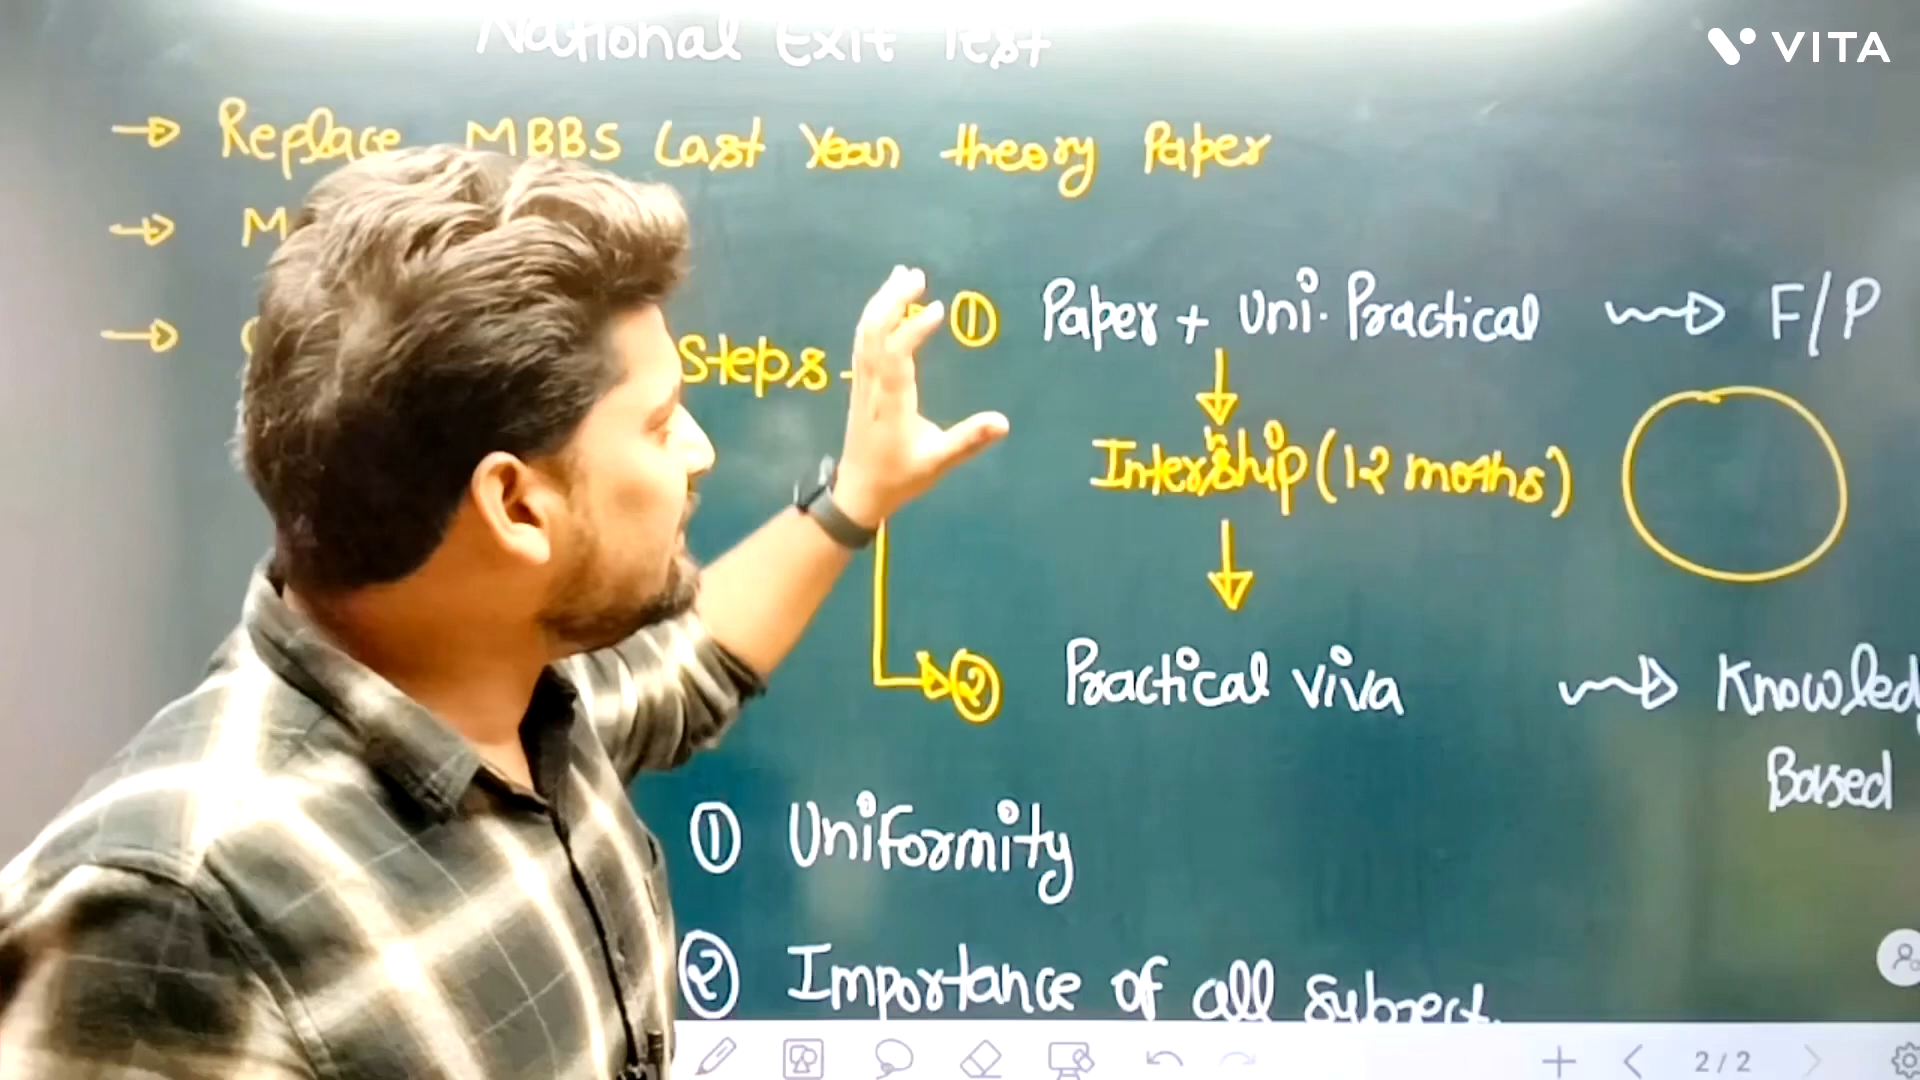 National Exit Test
VITA
→ Replace MBBS Last Year theory Paper
→ M
→
Steps -
① Paper + Uni. Practical → F/P
Internship (12 moths)
② Practical viva → Knowled
Based
① Uniformity
② Importance of all subject.
2/2